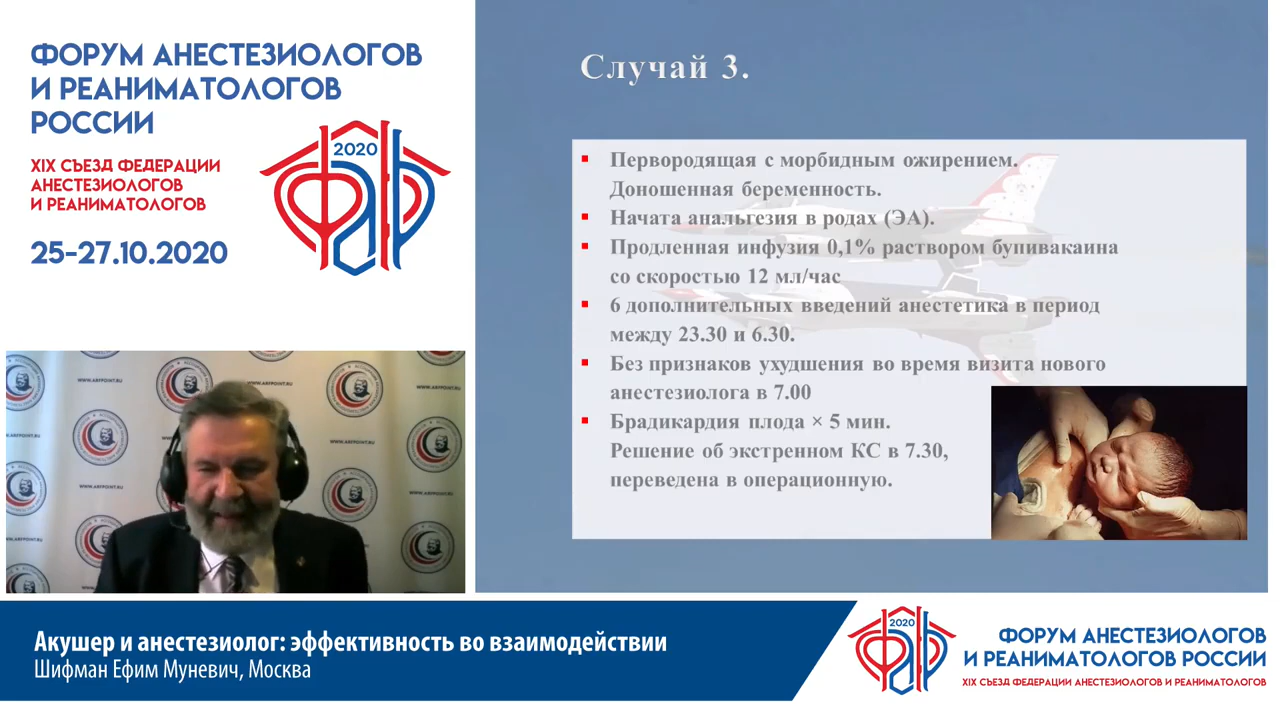 ФОРУМ АНЕСТЕЗИОЛОГОВ
И РЕАНИМАТОЛОГОВ
РОССИИ
XIX СЪЕЗД ФЕДЕРАЦИИ
АНЕСТЕЗИОЛОГОВ
И РЕАНИМАТОЛОГОВ
25-27.10.2020
2020
Случай 3.
Первородящая с морбидным ожирением.
Доношенная беременность.
Начата анальгезия в родах (ЭА).
Продленная инфузия 0,1% раствором бупивакаина
со скоростью 12 мл/час
6 дополнительных введений анестетика в период
между 23.30 и 6.30.
Без признаков ухудшения во время визита нового
анестезиолога в 7.00
Брадикардия плода × 5 мин.
Решение об экстренном КС в 7.30,
переведена в операционную.
WWW.ARFPOINT.RU
Акушер и анестезиолог: эффективность во взаимодействии
Шифман Ефим Муневич, Москва
2020
ФОРУМ АНЕСТЕЗИОЛОГОВ
И РЕАНИМАТОЛОГОВ РОССИИ
XIX СЪЕЗД ФЕДЕРАЦИИ АНЕСТЕЗИОЛОГОВ И РЕАНИМАТОЛОГОВ